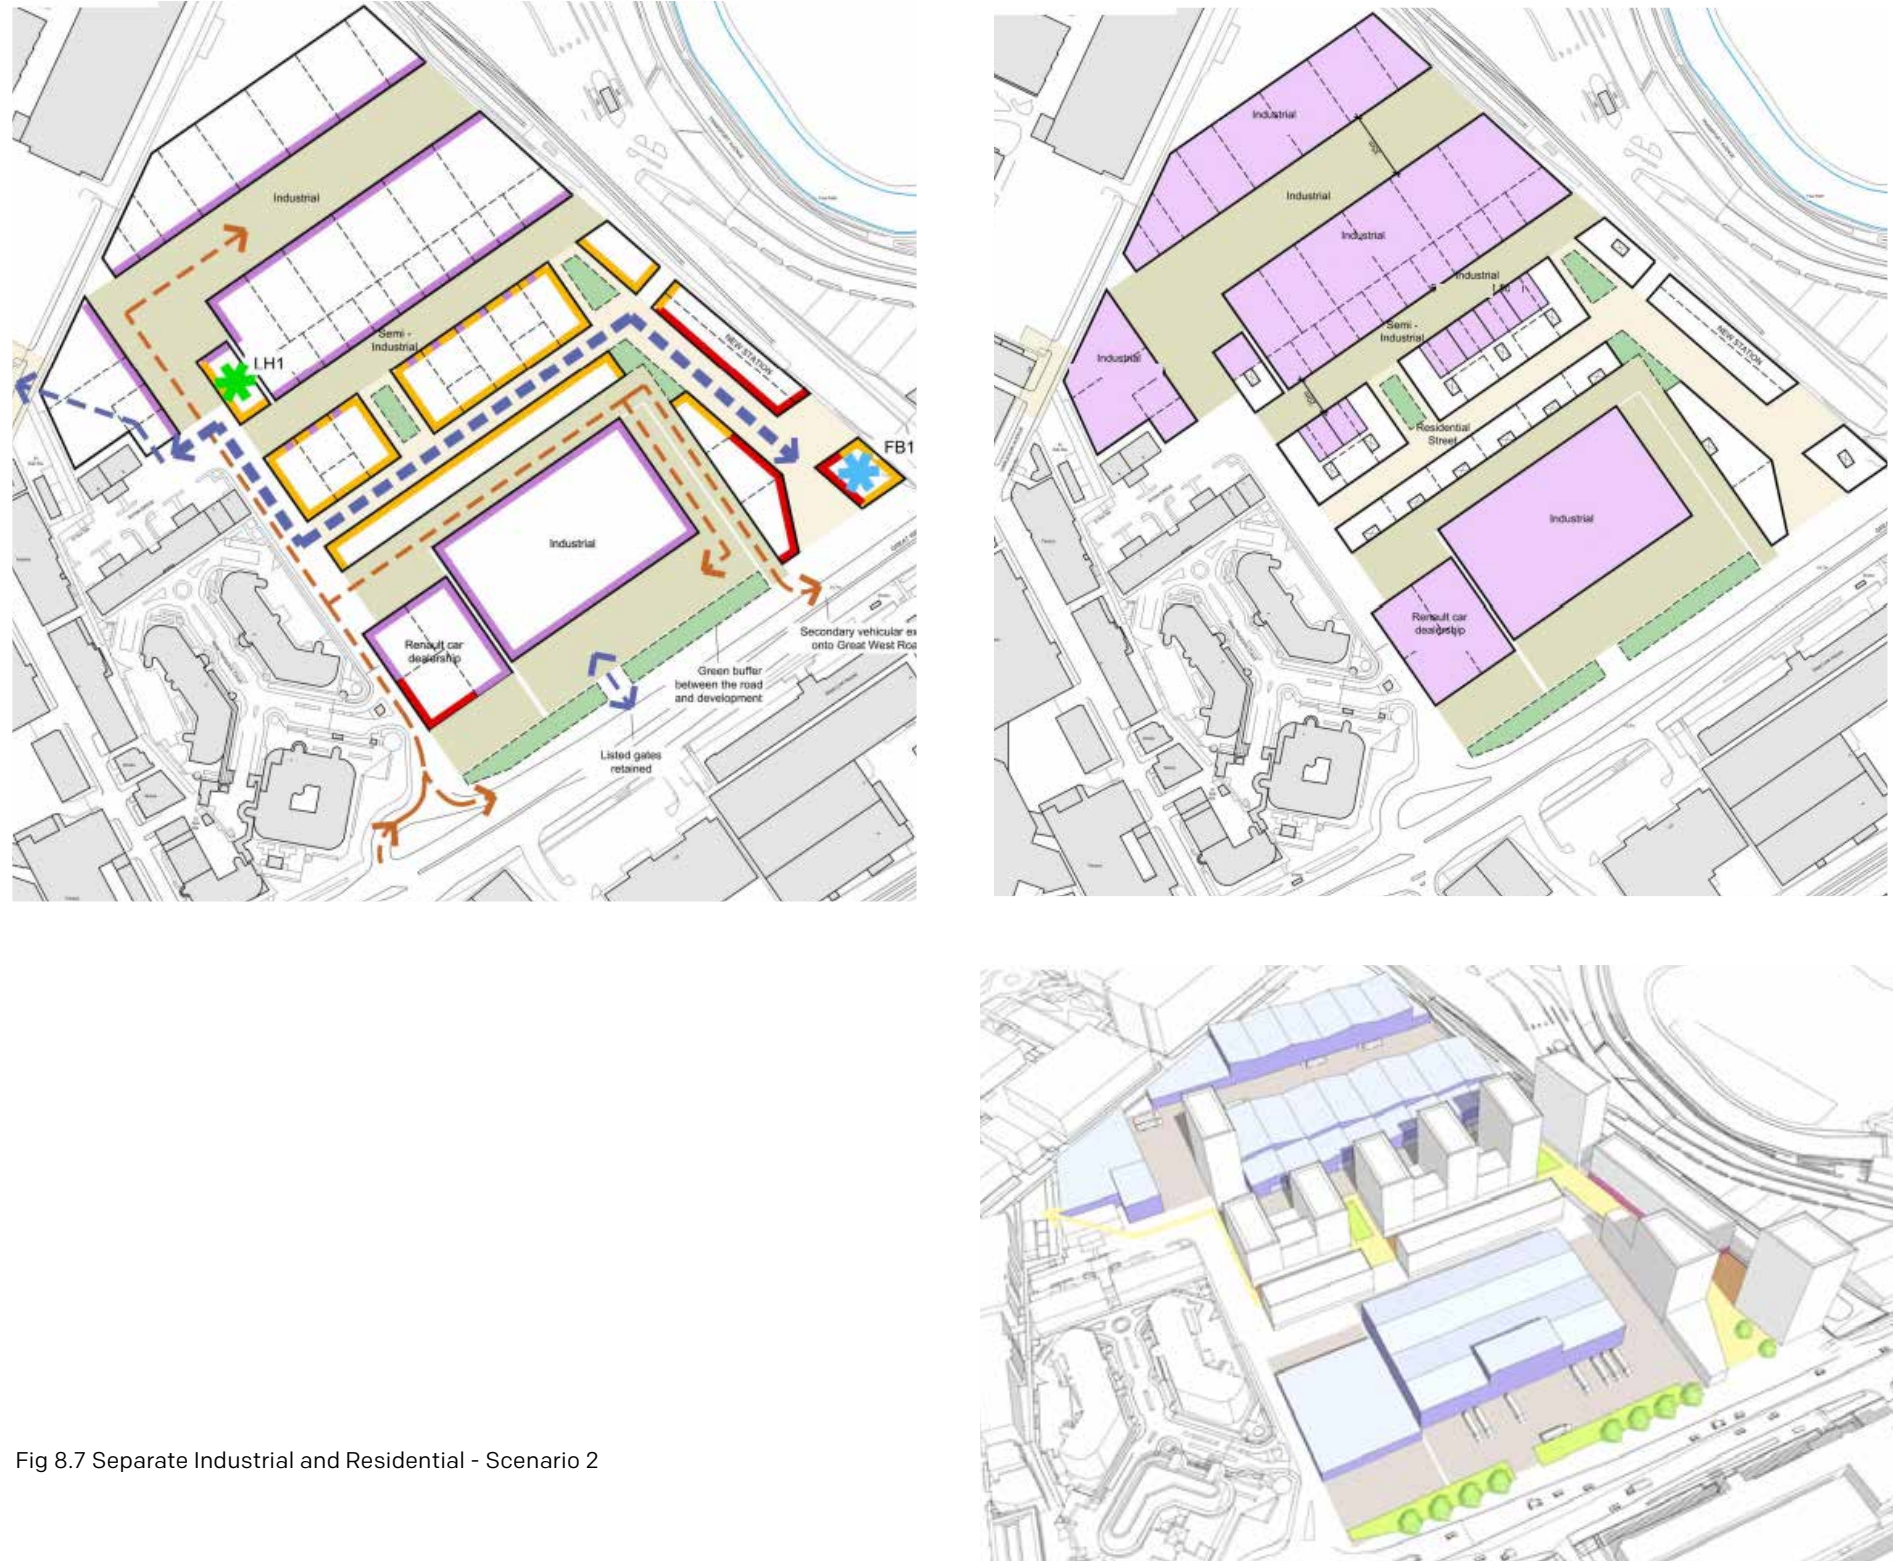 Industrial
LH1
Semi -
Industrial
NEW STATION
FB1
Industrial
Renault car
dealership
Secondary vehicular ex
onto Great West Roa
Green buffer
between the road
and development
Listed gates
retained
Industrial
Industrial
Industrial
Industrial
Industrial
Semi -
Industrial
NEW STATION
Residential
Street
Industrial
Renault car
dealership
Fig 8.7 Separate Industrial and Residential - Scenario 2